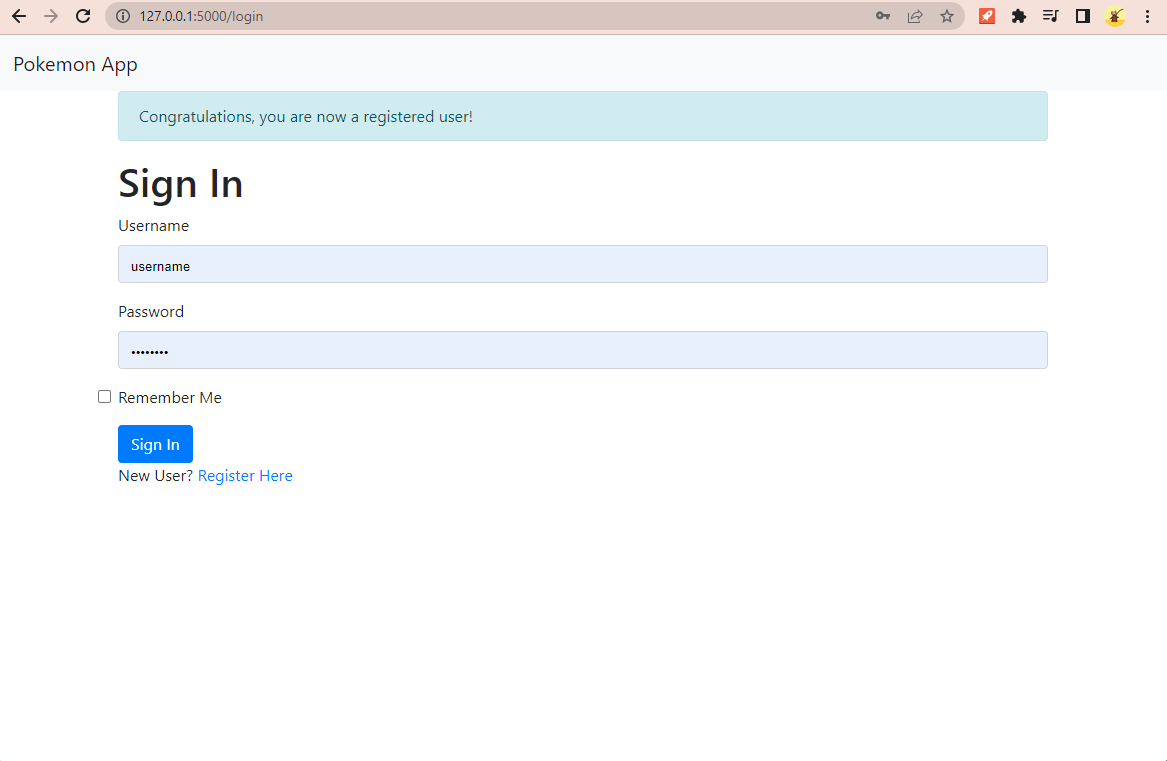 127.0.0.1:5000/login
Pokemon App
Congratulations, you are now a registered user!
Sign In
Username
username
Password
••••••••
Remember Me
Sign In
New User? Register Here